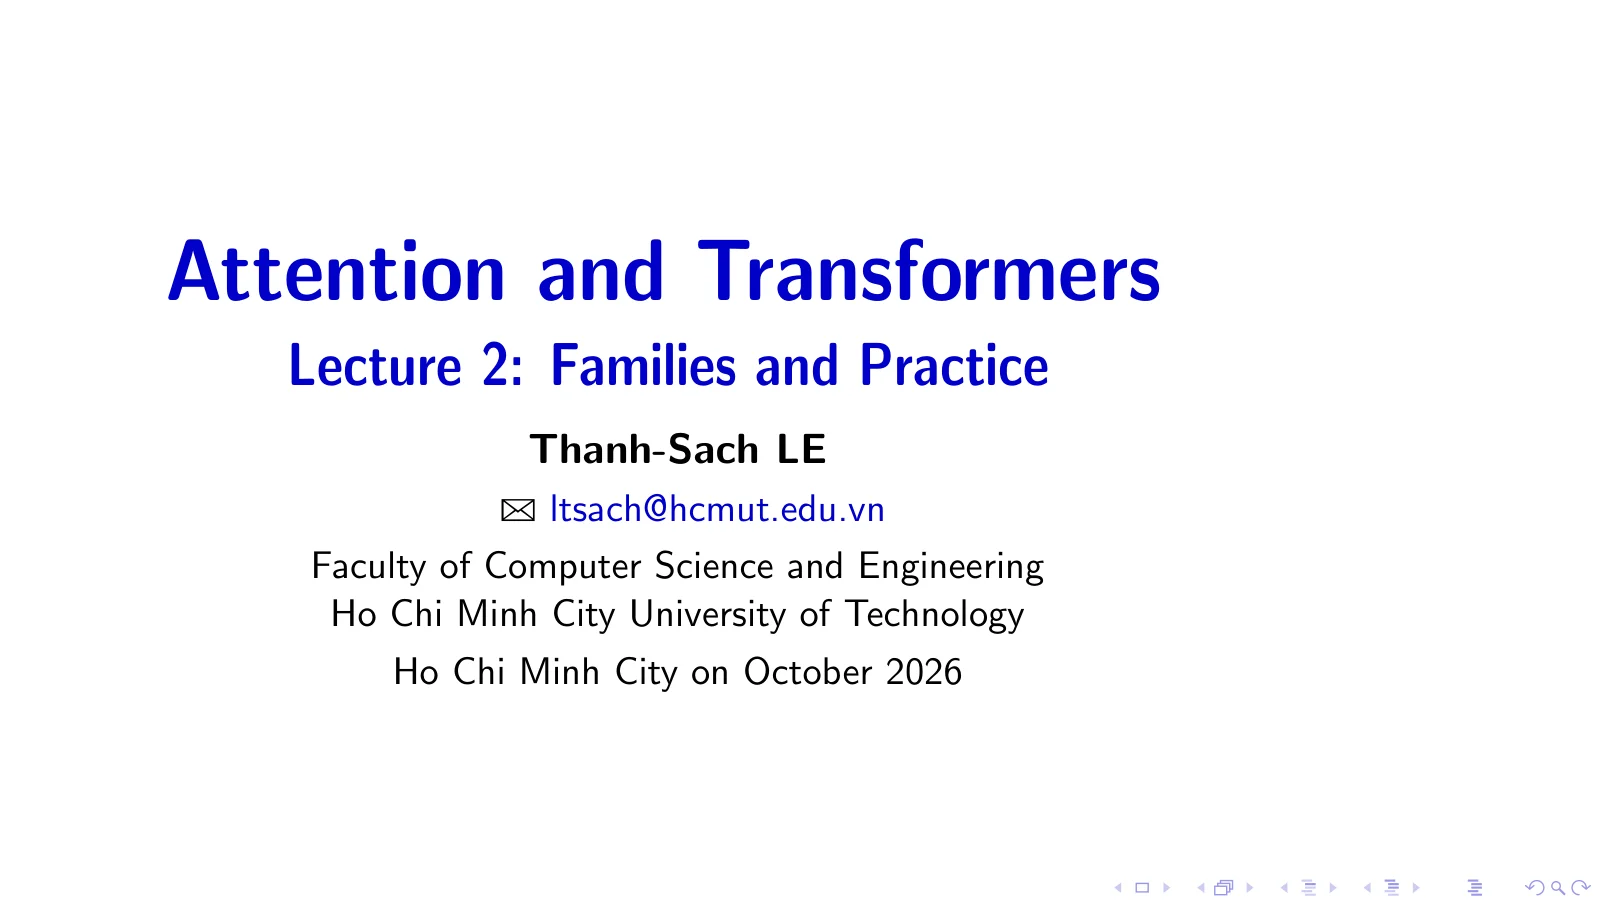 Attention and Transformers
Lecture 2: Families and Practice
Thanh-Sach LE
ltsach@hcmut.edu.vn
Faculty of Computer Science and Engineering
Ho Chi Minh City University of Technology
Ho Chi Minh City on October 2026